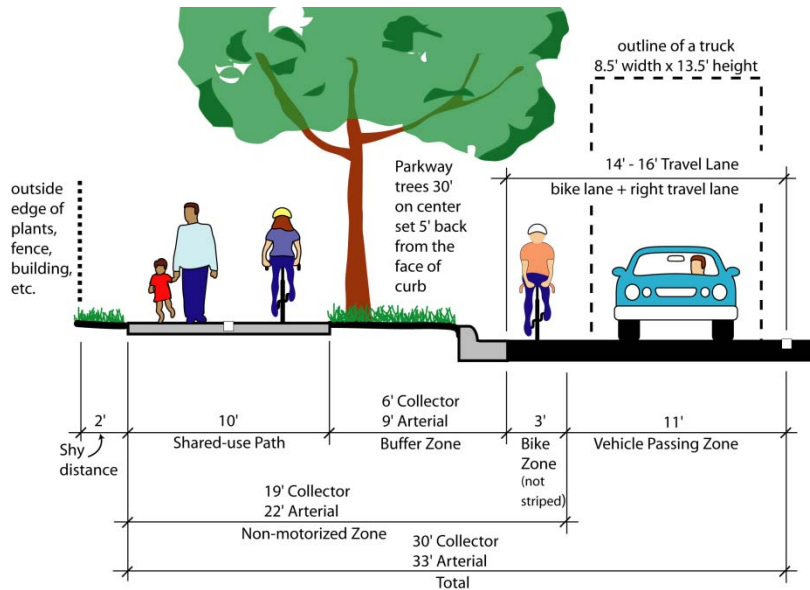 outline of a truck
8.5' width x 13.5' height
14' - 16' Travel Lane
bike lane + right travel lane
Parkway
trees 30'
on center
set 5' back
from the
face of
curb
outside
edge of
plants,
fence,
building,
etc.
2'
Shy
distance
10'
Shared-use Path
6' Collector
9' Arterial
Buffer Zone
3'
Bike
Zone
(not
striped)
11'
Vehicle Passing Zone
19' Collector
22' Arterial
Non-motorized Zone
30' Collector
33' Arterial
Total